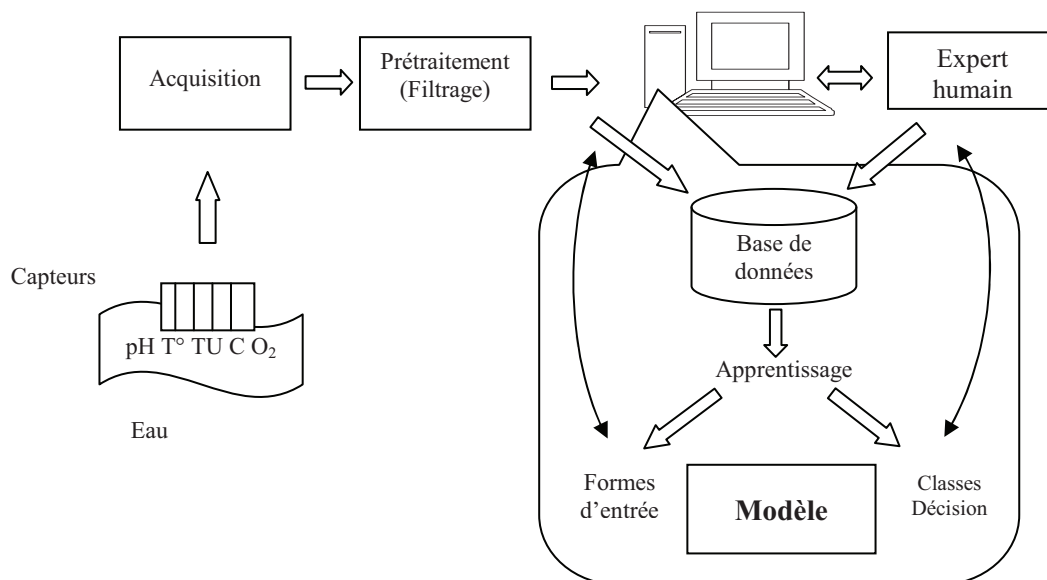 Acquisition
Prétraitement
(Filtrage)
Expert
humain
Base de
données
Capteurs
pH T° TU C O₂
Eau
Apprentissage
Formes
d'entrée
Modèle
Classes
Décision